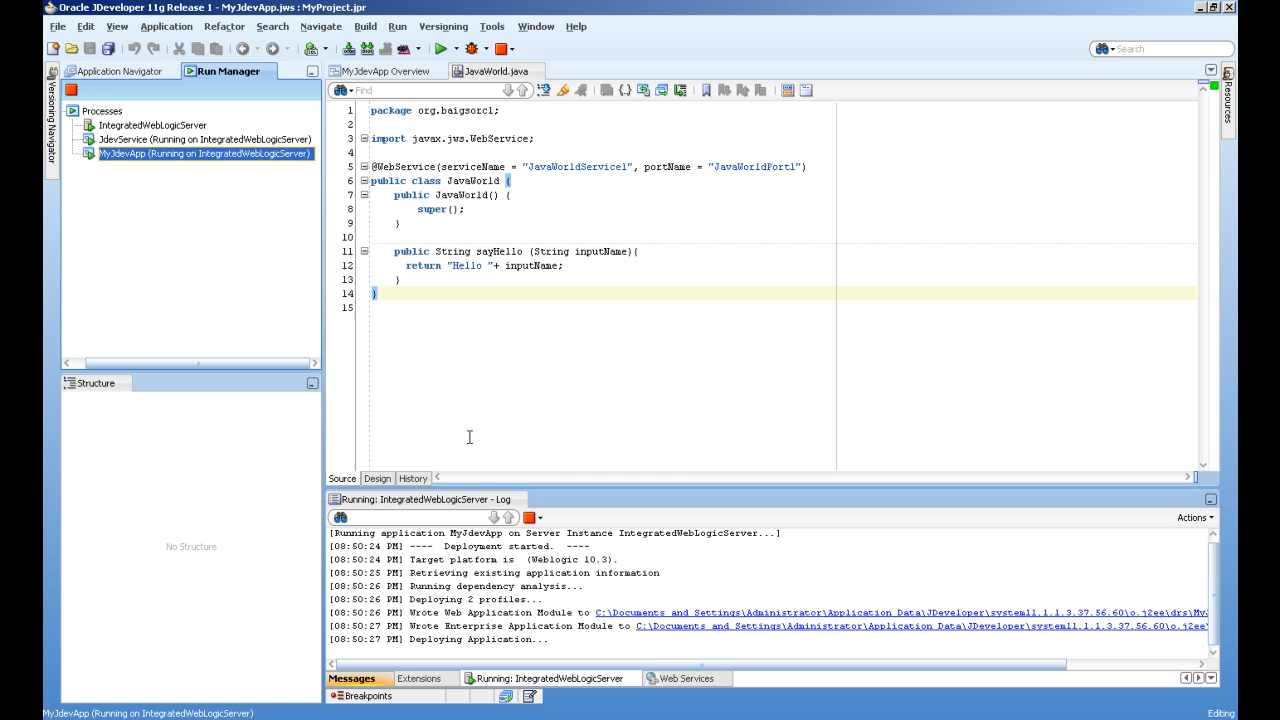 Oracle JDeveloper 11g Release 1 - MyJdevApp.jws : MyProject.jpr
File Edit View Application Refactor Search Navigate Build Run Versioning Tools Window Help
Search
Application Navigator
Run Manager
MyJdevApp Overview
JavaWorld.java
Versioning Navigator
Resources
Find
Processes
IntegratedWebLogicServer
JdevService (Running on IntegratedWebLogicServer)
MyJdevApp (Running on IntegratedWebLogicServer)
1 package org.baigsorcl;
2
3 import javax.jws.WebService;
4
5 @WebService(serviceName = "JavaWorldService1", portName = "JavaWorldPort1")
6 public class JavaWorld {
7 public JavaWorld() {
8 super();
9 }
10
11 public String sayHello (String inputName){
12 return "Hello "+ inputName;
13 }
14 }
15
Structure
No Structure
Source Design History
Running: IntegratedWebLogicServer - Log
Actions
[Running application MyJdevApp on Server Instance IntegratedWebLogicServer...]
[08:50:24 PM] ---- Deployment started. ----
[08:50:24 PM] Target platform is (Weblogic 10.3).
[08:50:25 PM] Retrieving existing application information
[08:50:26 PM] Running dependency analysis...
[08:50:26 PM] Deploying 2 profiles...
[08:50:26 PM] Wrote Web Application Module to C:\Documents and Settings\Administrator\Application Data\JDeveloper\system11.1.1.3.37.56.60\o.j2ee\drs\MyJ
[08:50:27 PM] Wrote Enterprise Application Module to C:\Documents and Settings\Administrator\Application Data\JDeveloper\system11.1.1.3.37.56.60\o.j2ee\
[08:50:27 PM] Deploying Application...
Messages Extensions Running: IntegratedWebLogicServer Web Services
Breakpoints
MyJdevApp (Running on IntegratedWebLogicServer)
Editing